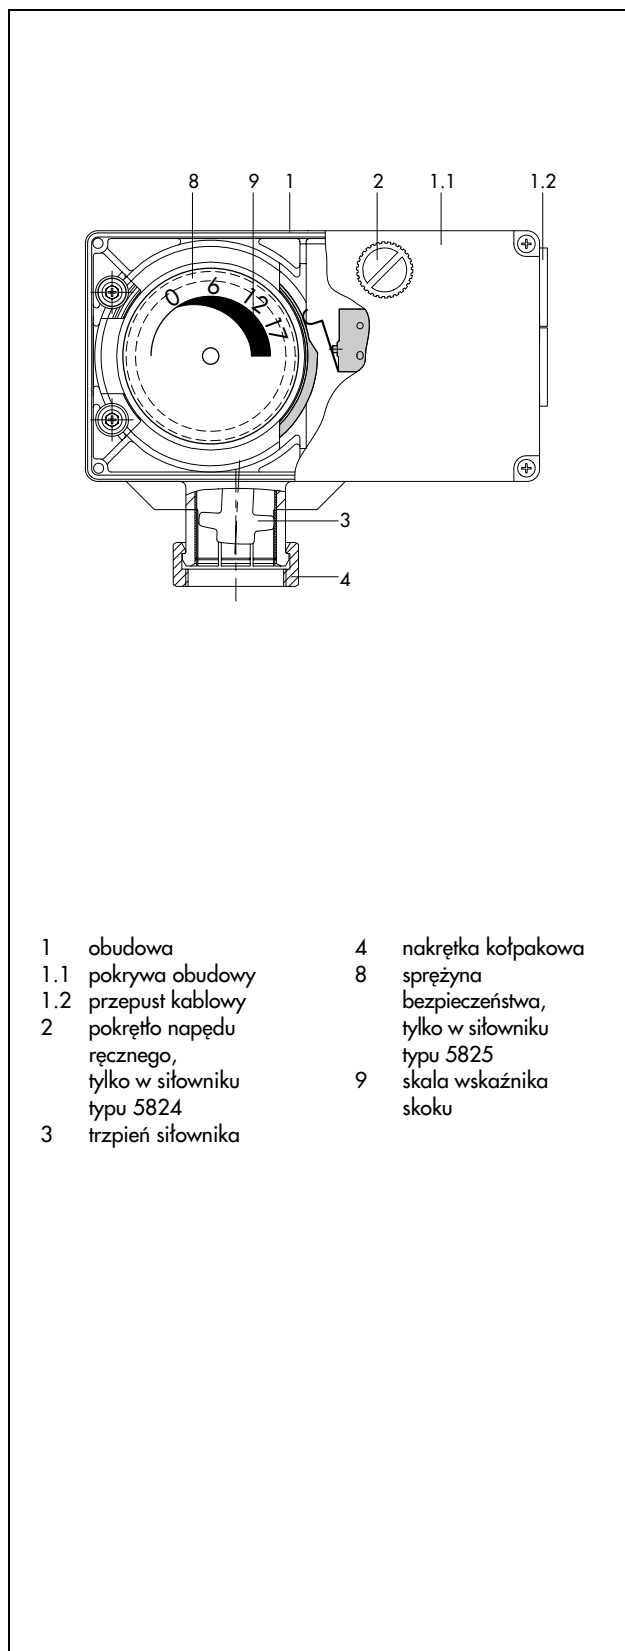 8 9 1 2 1.1 1.2
0 6 12 17
3
4
1 obudowa
1.1 pokrywa obudowy
1.2 przepust kablowy
2 pokrętło napędu
ręcznego,
tylko w siłowniku
typu 5824
3 trzpień siłownika
4 nakrętka kołpakowa
8 sprężyna
bezpieczeństwa,
tylko w siłowniku
typu 5825
9 skala wskaźnika
skoku